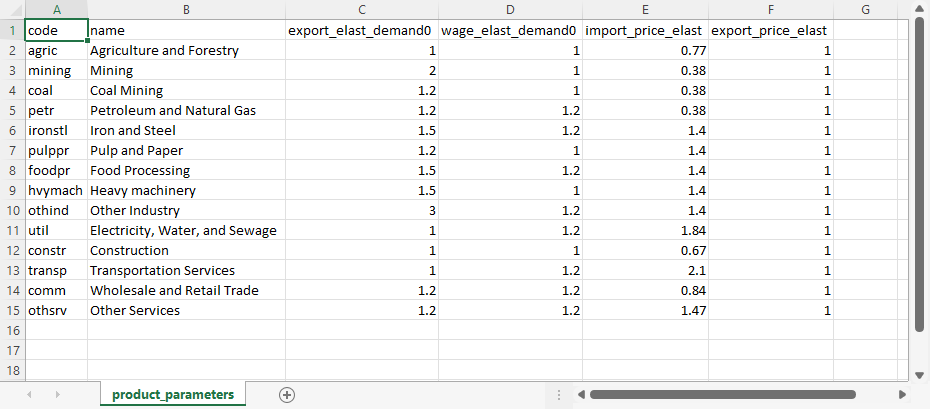 A B C D E F G
1 code name export_elast_demand0 wage_elast_demand0 import_price_elast export_price_elast
2 agric Agriculture and Forestry 1 1 0.77 1
3 mining Mining 2 1 0.38 1
4 coal Coal Mining 1.2 1 0.38 1
5 petr Petroleum and Natural Gas 1.2 1.2 0.38 1
6 ironstl Iron and Steel 1.5 1.2 1.4 1
7 pulppr Pulp and Paper 1.2 1 1.4 1
8 foodpr Food Processing 1.5 1.2 1.4 1
9 hvymach Heavy machinery 1.5 1 1.4 1
10 othind Other Industry 3 1.2 1.4 1
11 util Electricity, Water, and Sewage 1 1.2 1.84 1
12 constr Construction 1 1 0.67 1
13 transp Transportation Services 1 1.2 2.1 1
14 comm Wholesale and Retail Trade 1.2 1.2 0.84 1
15 othsrv Other Services 1.2 1.2 1.47 1
16
17
18
product_parameters